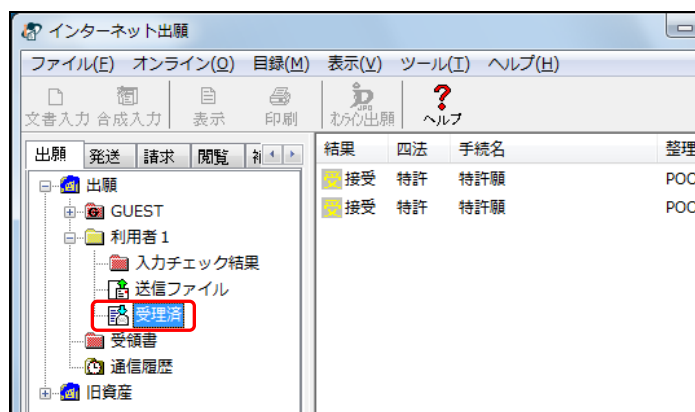 インターネット出願
ファイル(F) オンライン(O) 目録(M) 表示(V) ツール(T) ヘルプ(H)
文書入力 合成入力 表示 印刷 オンライン出願 ヘルプ
出願 発送 請求 閲覧
結果 四法 手続名 整理
受 接受 特許 特許願 POO
受 接受 特許 特許願 POO
出願
GUEST
利用者1
入力チェック結果
送信ファイル
受理済
受領書
通信履歴
旧資産